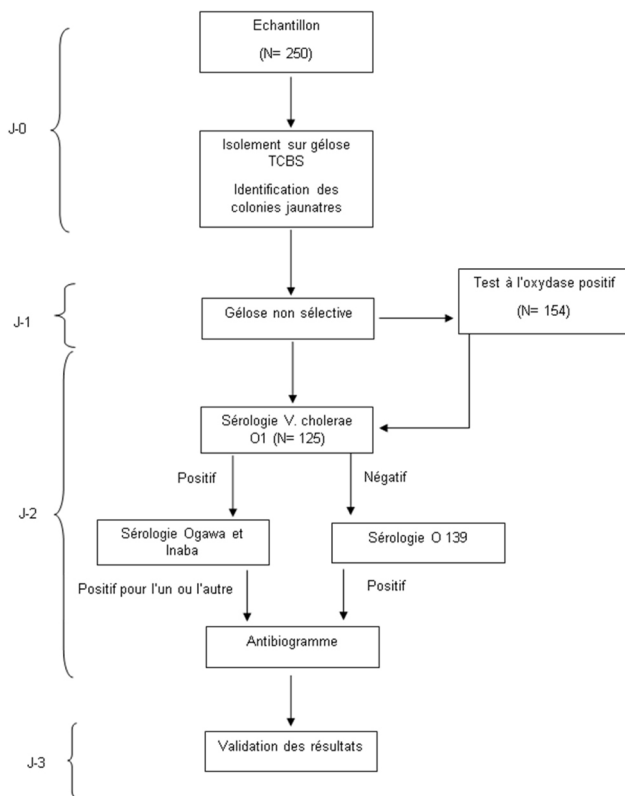 Echantillon
(N= 250)
J-0
Isolement sur gélose
TCBS
Identification des
colonies jaunatres
Test à l'oxydase positif
(N= 154)
Gélose non sélective
J-1
Sérologie V. cholerae
O1 (N= 125)
Positif
Négatif
J-2
Sérologie Ogawa et
Inaba
Sérologie O 139
Positif pour l'un ou l'autre
Positif
Antibiogramme
Validation des résultats
J-3